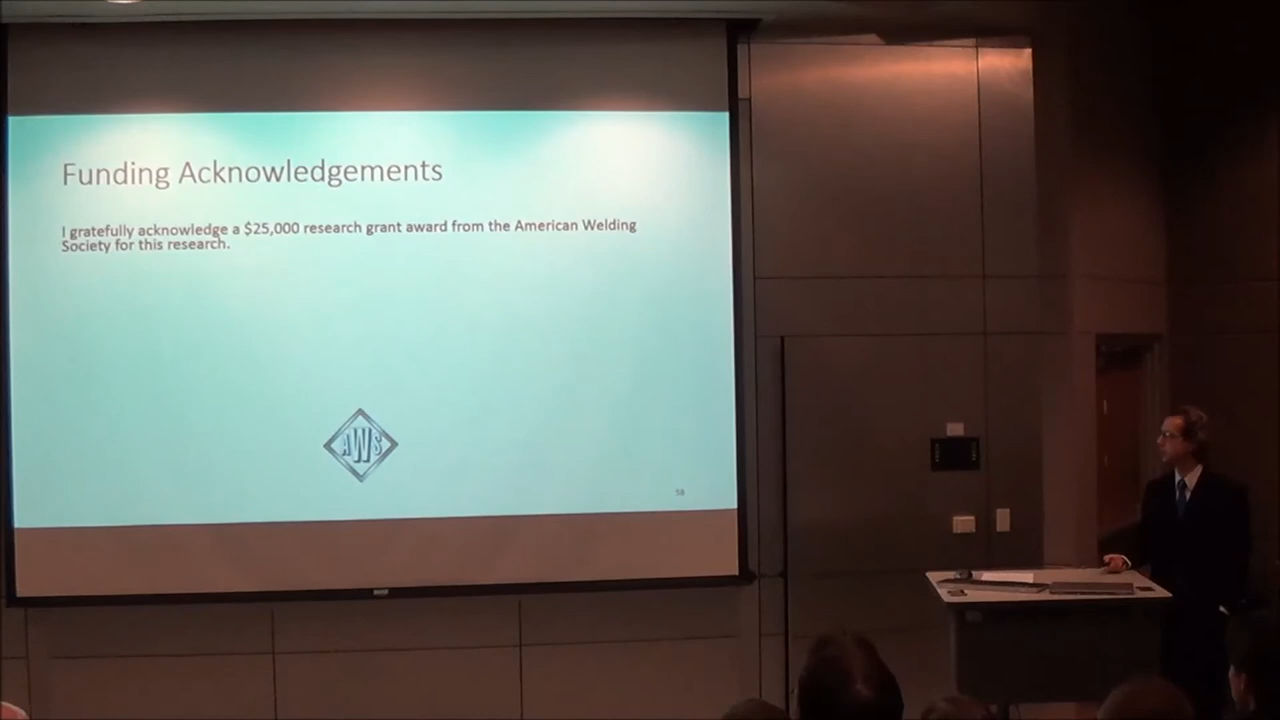 Funding Acknowledgements
I gratefully acknowledge a $25,000 research grant award from the American Welding
Society for this research.
AWS
58